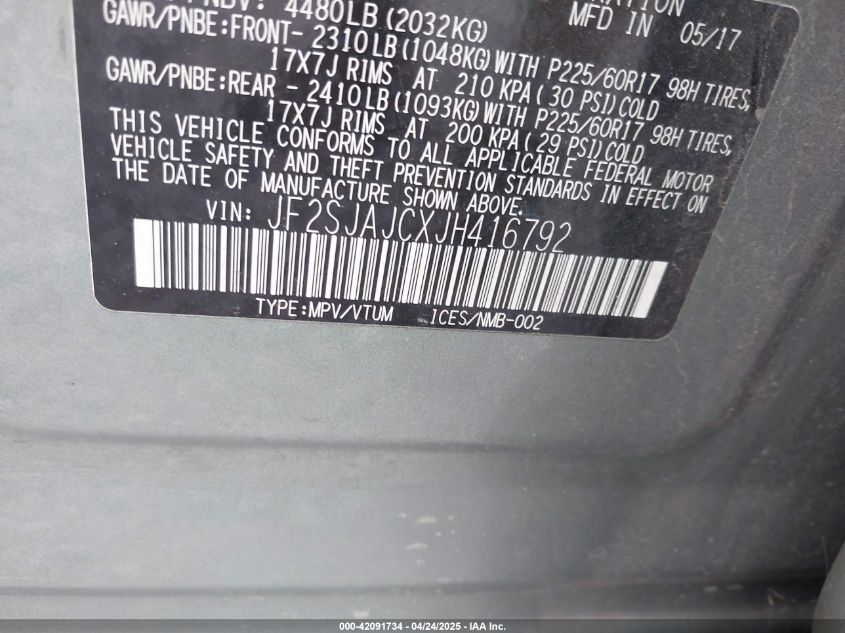 4480LB(2032KG)
MFD IN 05/17
GAWR/PNBE:FRONT- 2310LB(1048KG)WITH P225/60R17 98H TIRES,
17X7J RIMS AT 210 KPA(30 PSI)COLD
GAWR/PNBE:REAR - 2410LB(1093KG)WITH P225/60R17 98H TIRES,
17X7J RIMS AT 200 KPA(29 PSI)COLD
THIS VEHICLE CONFORMS TO ALL APPLICABLE FEDERAL MOTOR
VEHICLE SAFETY AND THEFT PREVENTION STANDARDS IN EFFECT ON
THE DATE OF MANUFACTURE SHOWN ABOVE.
VIN: JF2SJAJCXJH416792
TYPE:MPV/VTUM ICES/NMB-002
000-42091734 | 04/24/2025 - IAA Inc.